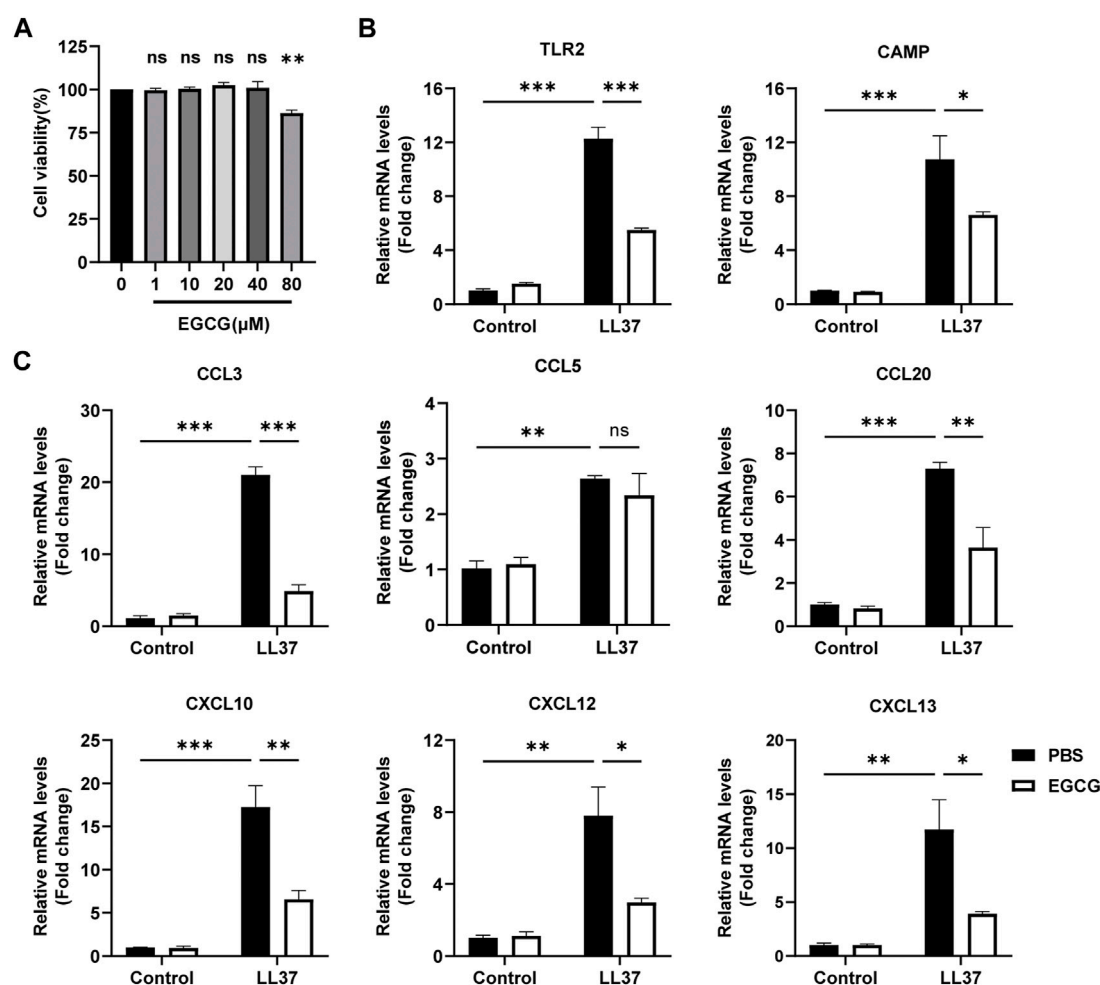 A
Cell viability(%)
125
100
75
50
25
0
ns
ns
ns
ns
**
0
1
10
20
40
80
EGCG(μM)
B
TLR2
Relative mRNA levels
(Fold change)
16
12
8
4
0
***
***
Control
LL37
CAMP
Relative mRNA levels
(Fold change)
16
12
8
4
0
***
*
Control
LL37
C
CCL3
Relative mRNA levels
(Fold change)
30
20
10
0
***
***
Control
LL37
CCL5
Relative mRNA levels
(Fold change)
4
3
2
1
0
**
ns
Control
LL37
CCL20
Relative mRNA levels
(Fold change)
10
8
6
4
2
0
***
**
Control
LL37
CXCL10
Relative mRNA levels
(Fold change)
25
20
15
10
5
0
***
**
Control
LL37
CXCL12
Relative mRNA levels
(Fold change)
12
8
4
0
**
*
Control
LL37
CXCL13
Relative mRNA levels
(Fold change)
20
15
10
5
0
**
*
Control
LL37
PBS
EGCG